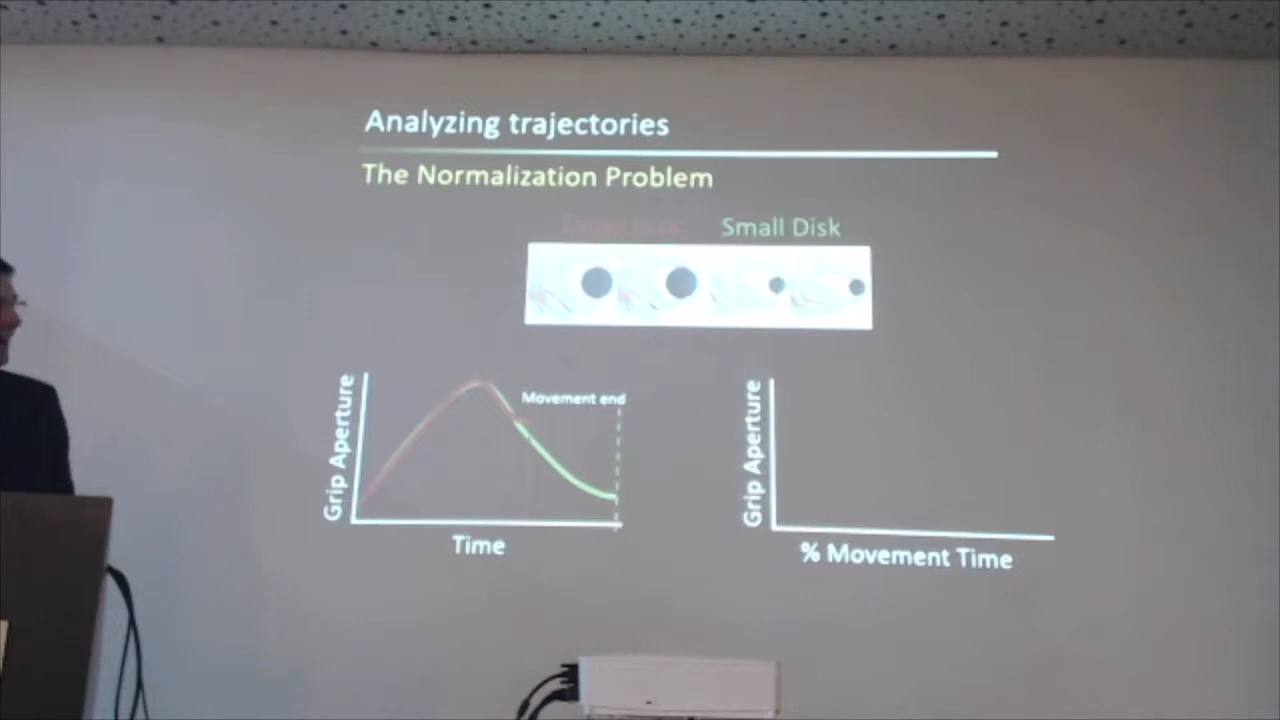 Analyzing trajectories
The Normalization Problem
Small Disk
Movement end
Grip Aperture
Time
Grip Aperture
% Movement Time